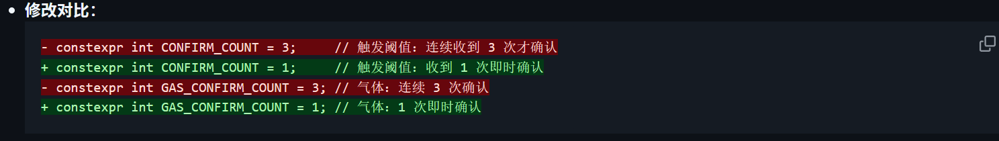 修改对比：
- constexpr int CONFIRM_COUNT = 3;     // 触发阈值：连续收到 3 次才确认
+ constexpr int CONFIRM_COUNT = 1;     // 触发阈值：收到 1 次即时确认
- constexpr int GAS_CONFIRM_COUNT = 3; // 气体：连续 3 次确认
+ constexpr int GAS_CONFIRM_COUNT = 1; // 气体：1 次即时确认